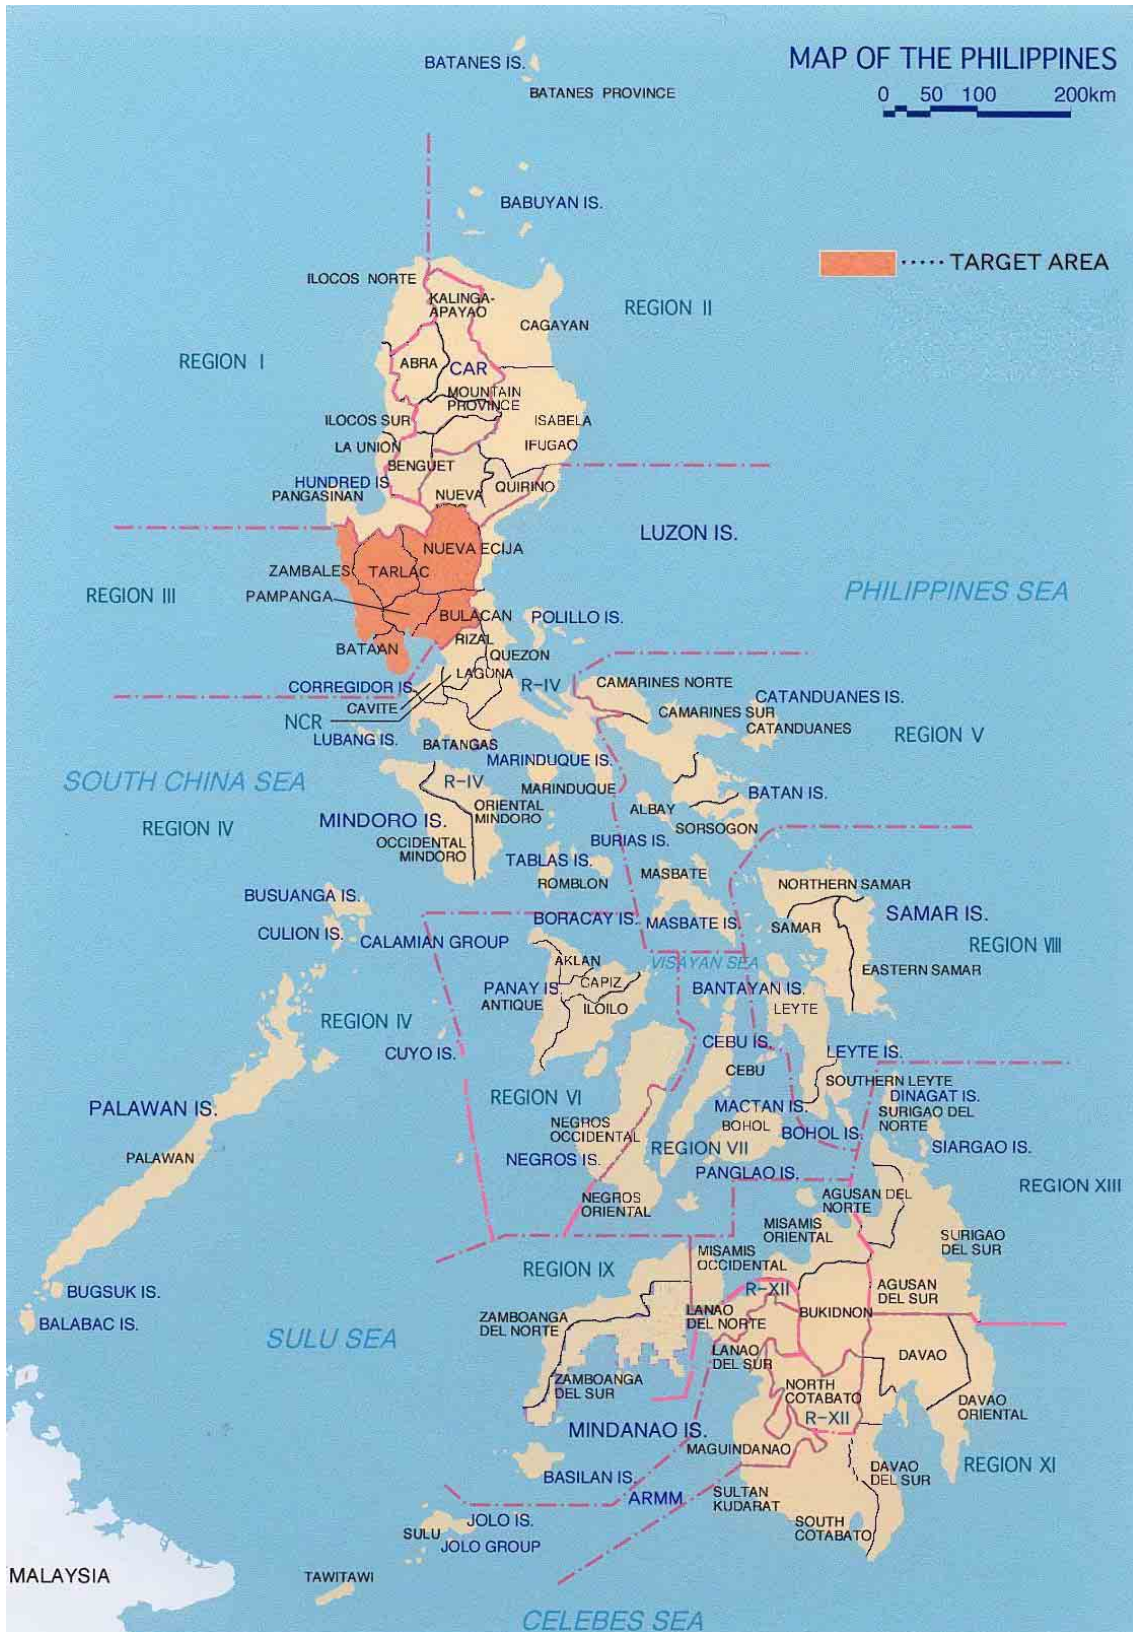 BATANES IS.
MAP OF THE PHILIPPINES
BATANES PROVINCE
0 50 100 200km
BABUYAN IS.
····· TARGET AREA
ILOCOS NORTE
KALINGA-
APAYAO
REGION II
CAGAYAN
REGION I
ABRA
CAR
MOUNTAIN
PROVINCE
ILOCOS SUR
ISABELA
LA UNION
IFUGAO
BENGUET
HUNDRED IS.
PANGASINAN
NUEVA
QUIRINO
LUZON IS.
NUEVA ECIJA
ZAMBALES
TARLAC
REGION III
PAMPANGA
PHILIPPINES SEA
BULACAN
POLILLO IS.
RIZAL
BATAAN
QUEZON
LAGUNA
R-IV
CAMARINES NORTE
CORREGIDOR IS.
CATANDUANES IS.
CAVITE
CAMARINES SUR
NCR
CATANDUANES
REGION V
LUBANG IS.
BATANGAS
MARINDUQUE IS.
SOUTH CHINA SEA
R-IV
MARINDUQUE
BATAN IS.
ORIENTAL
MINDORO
ALBAY
MINDORO IS.
REGION IV
SORSOGON
OCCIDENTAL
MINDORO
BURIAS IS.
TABLAS IS.
MASBATE
ROMBLON
NORTHERN SAMAR
BUSUANGA IS.
BORACAY IS.
MASBATE IS.
SAMAR IS.
SAMAR
CULION IS.
CALAMIAN GROUP
REGION VIII
AKLAN
VISAYAN SEA
EASTERN SAMAR
CAPIZ
PANAY IS.
BANTAYAN IS.
ANTIQUE
ILOILO
LEYTE
REGION IV
CEBU IS.
CUYO IS.
LEYTE IS.
CEBU
SOUTHERN LEYTE
REGION VI
DINAGAT IS.
PALAWAN IS.
MACTAN IS.
SURIGAO DEL
NORTE
NEGROS
OCCIDENTAL
BOHOL
BOHOL IS.
REGION VII
SIARGAO IS.
PALAWAN
NEGROS IS.
PANGLAO IS.
REGION XIII
NEGROS
ORIENTAL
AGUSAN DEL
NORTE
MISAMIS
ORIENTAL
SURIGAO
DEL SUR
MISAMIS
OCCIDENTAL
REGION IX
BUGSUK IS.
R-XII
AGUSAN
DEL SUR
BALABAC IS.
ZAMBOANGA
DEL NORTE
LANAO
DEL NORTE
BUKIDNON
SULU SEA
LANAO
DEL SUR
DAVAO
ZAMBOANGA
DEL SUR
NORTH
COTABATO
DAVAO
ORIENTAL
R-XII
MINDANAO IS.
MAGUINDANAO
REGION XI
BASILAN IS.
DAVAO
DEL SUR
ARMM
SULTAN
KUDARAT
JOLO IS.
SULU
SOUTH
COTABATO
JOLO GROUP
MALAYSIA
TAWITAWI
CELEBES SEA